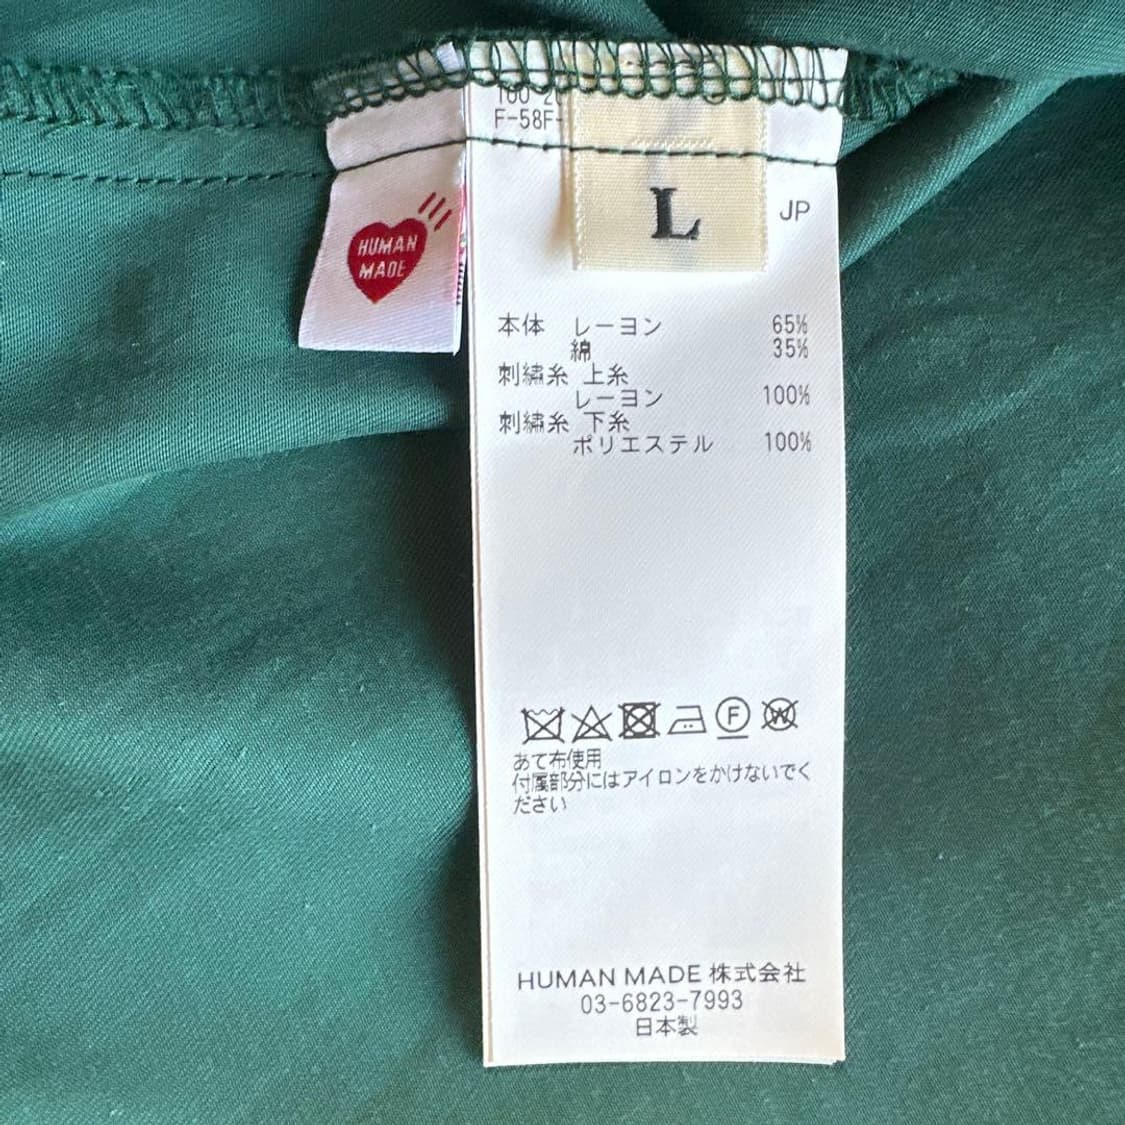 F-58F-
L
JP
HUMAN
MADE
本体 レーヨン 65%
綿 35%
刺繍糸 上糸
レーヨン 100%
刺繍糸 下糸
ポリエステル 100%
F
W
あて布使用
付属部分にはアイロンをかけないでく
ださい
HUMAN MADE 株式会社
03-6823-7993
日本製